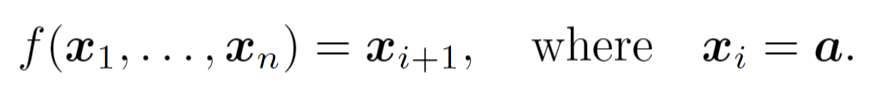 f(x₁, . . . , xₙ) = xᵢ₊₁, where xᵢ = a.